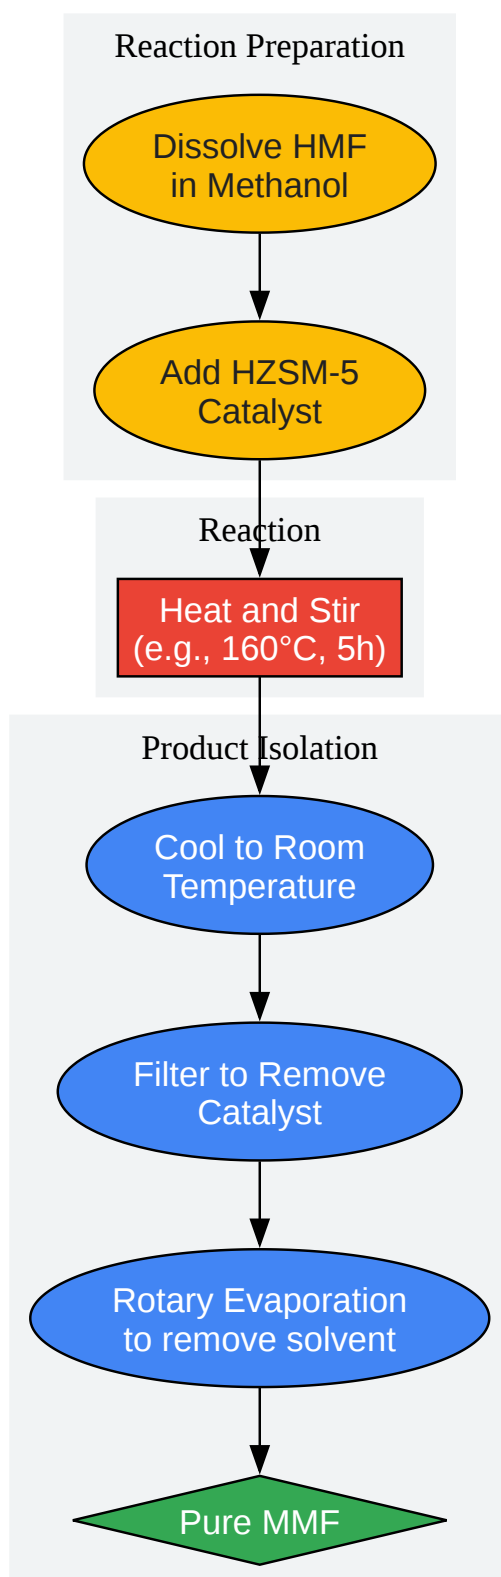 Reaction Preparation
Dissolve HMF
in Methanol
Add HZSM-5
Catalyst
Reaction
Heat and Stir
(e.g., 160°C, 5h)
Product Isolation
Cool to Room
Temperature
Filter to Remove
Catalyst
Rotary Evaporation
to remove solvent
Pure MMF